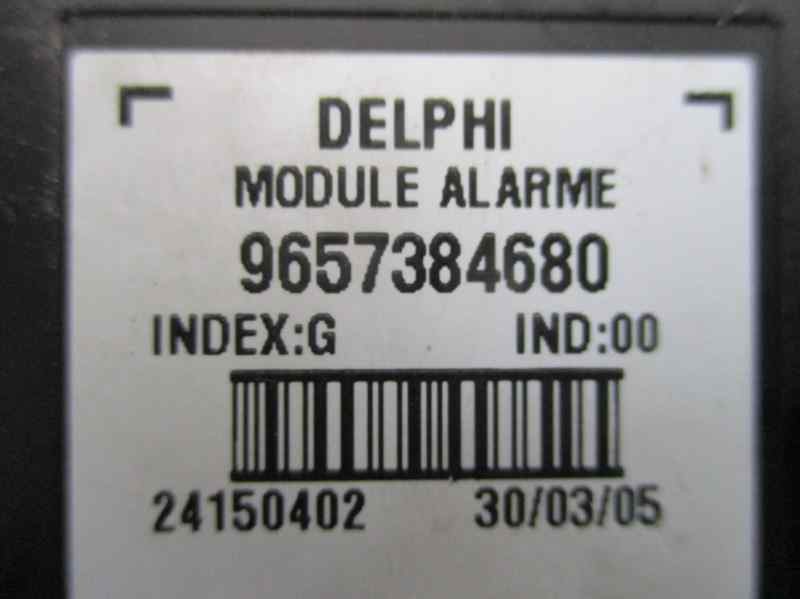 DELPHI
MODULE ALARME
9657384680
INDEX:G IND:00
24150402 30/03/05